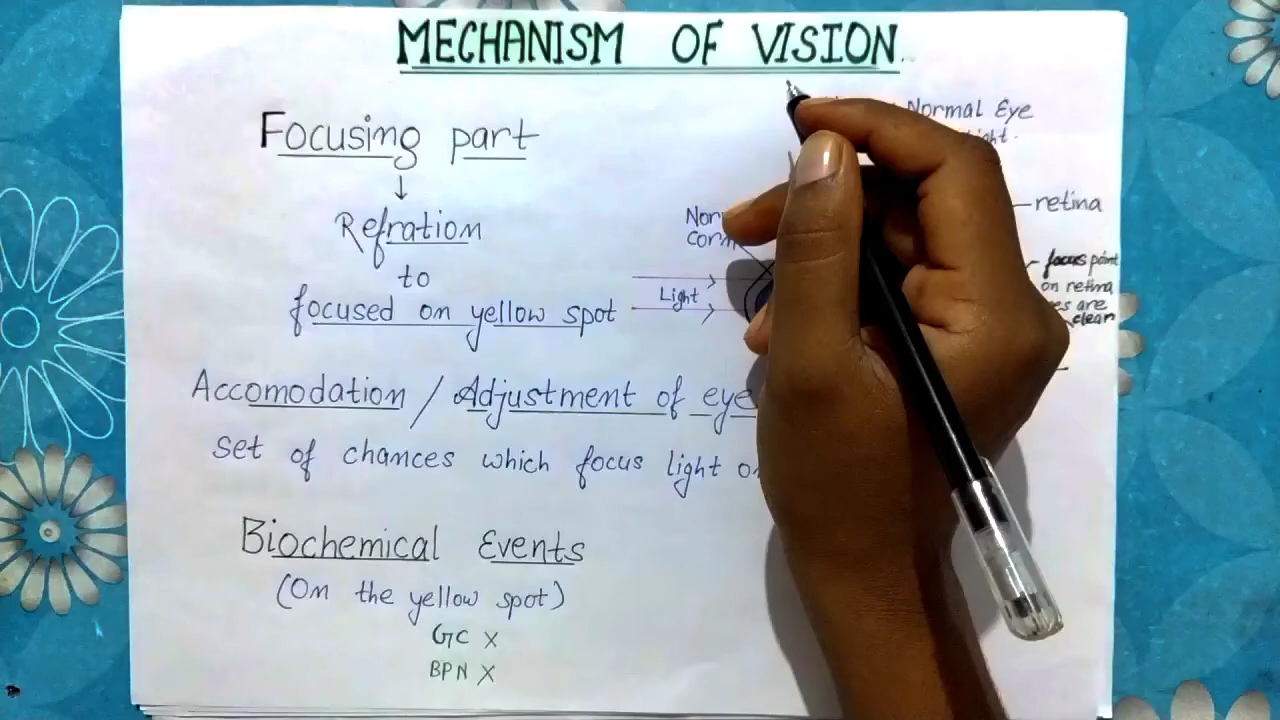 MECHANISM OF VISION
Focusing part
Refration
to
focused on yellow spot
Accomodation / Adjustment of eye
set of chances which focus light
Biochemical Events
(On the yellow spot)
GC X
BPN X
Normal Eye
retina
Light
focus point
on retina
are
clear